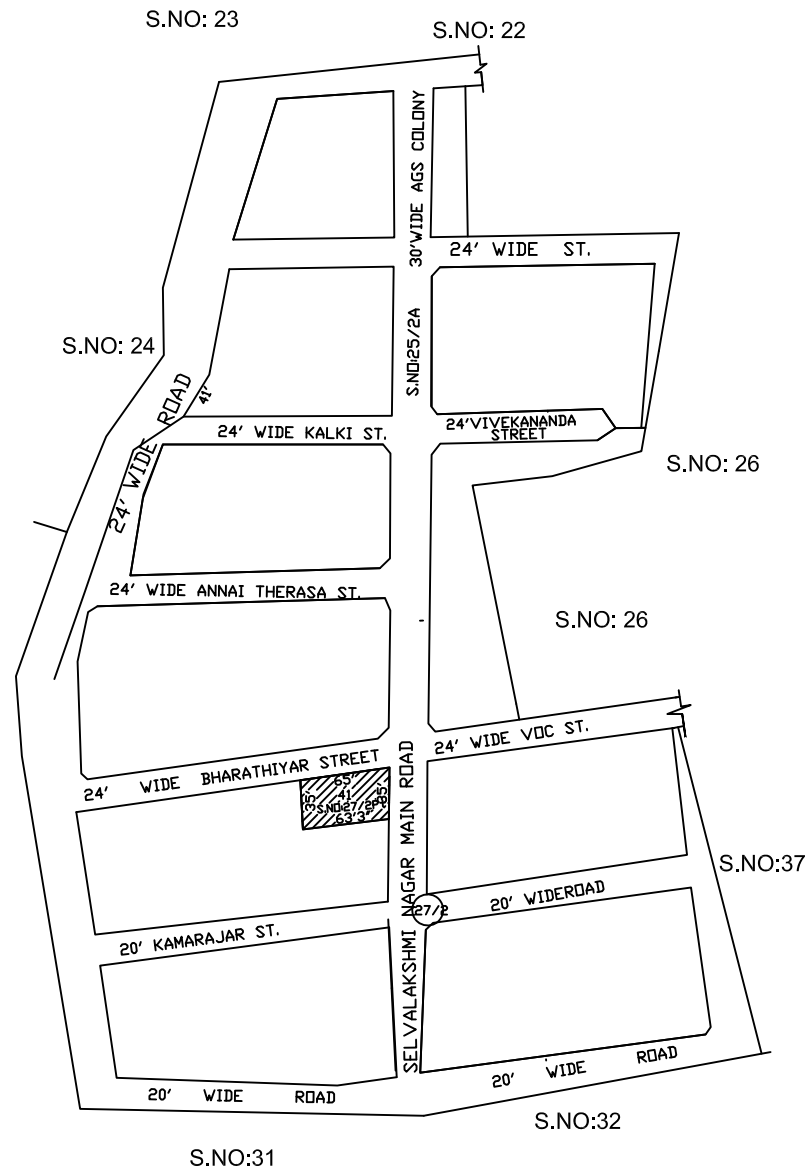 S.NO: 23
S.NO: 22
30'WIDE AGS COLONY
24' WIDE ST.
S.NO:25/2A
S.NO: 24
24' WIDE ROAD
41'
24' WIDE KALKI ST.
24'VIVEKANANDA
STREET
S.NO: 26
24' WIDE ANNAI THERASA ST.
S.NO: 26
24' WIDE VOC ST.
24' WIDE BHARATHIYAR STREET
65"
35'
41
S.NO:27/2P
63'3"
SELVALAKSHMI NAGAR MAIN ROAD
S.NO:37
27/2
20' WIDEROAD
20' KAMARAJAR ST.
20' WIDE ROAD
20' WIDE ROAD
S.NO:32
S.NO:31